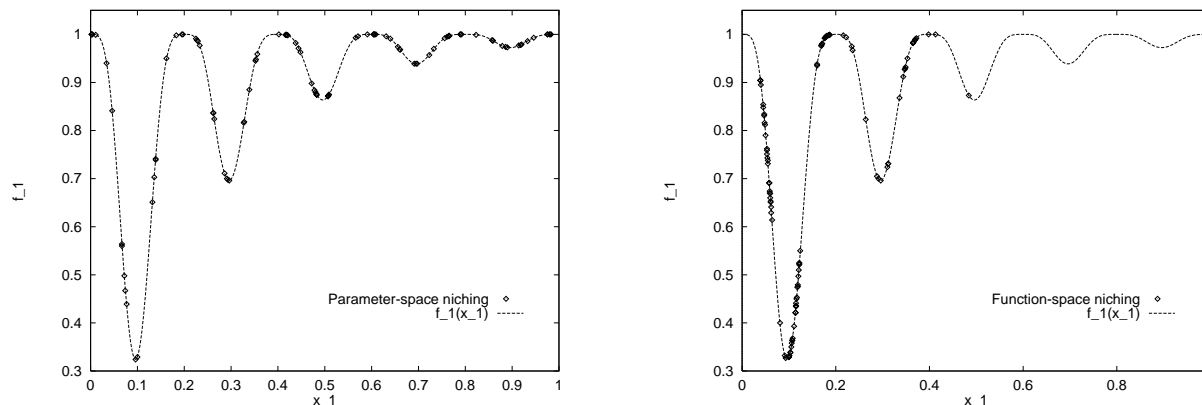 1
0.9
0.8
0.7
0.6
0.5
0.4
0.3
f_1
0 0.1 0.2 0.3 0.4 0.5 0.6 0.7 0.8 0.9 1
x_1
Parameter-space niching
f_1(x_1)
1
0.9
0.8
0.7
0.6
0.5
0.4
0.3
f_1
0 0.2 0.4 0.6 0.8
x_1
Function-space niching
f_1(x_1)